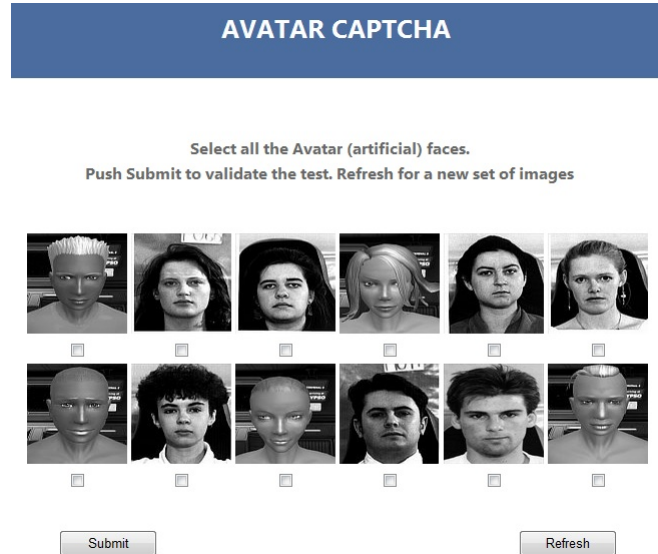 AVATAR CAPTCHA
Select all the Avatar (artificial) faces.
Push Submit to validate the test. Refresh for a new set of images
Submit
Refresh